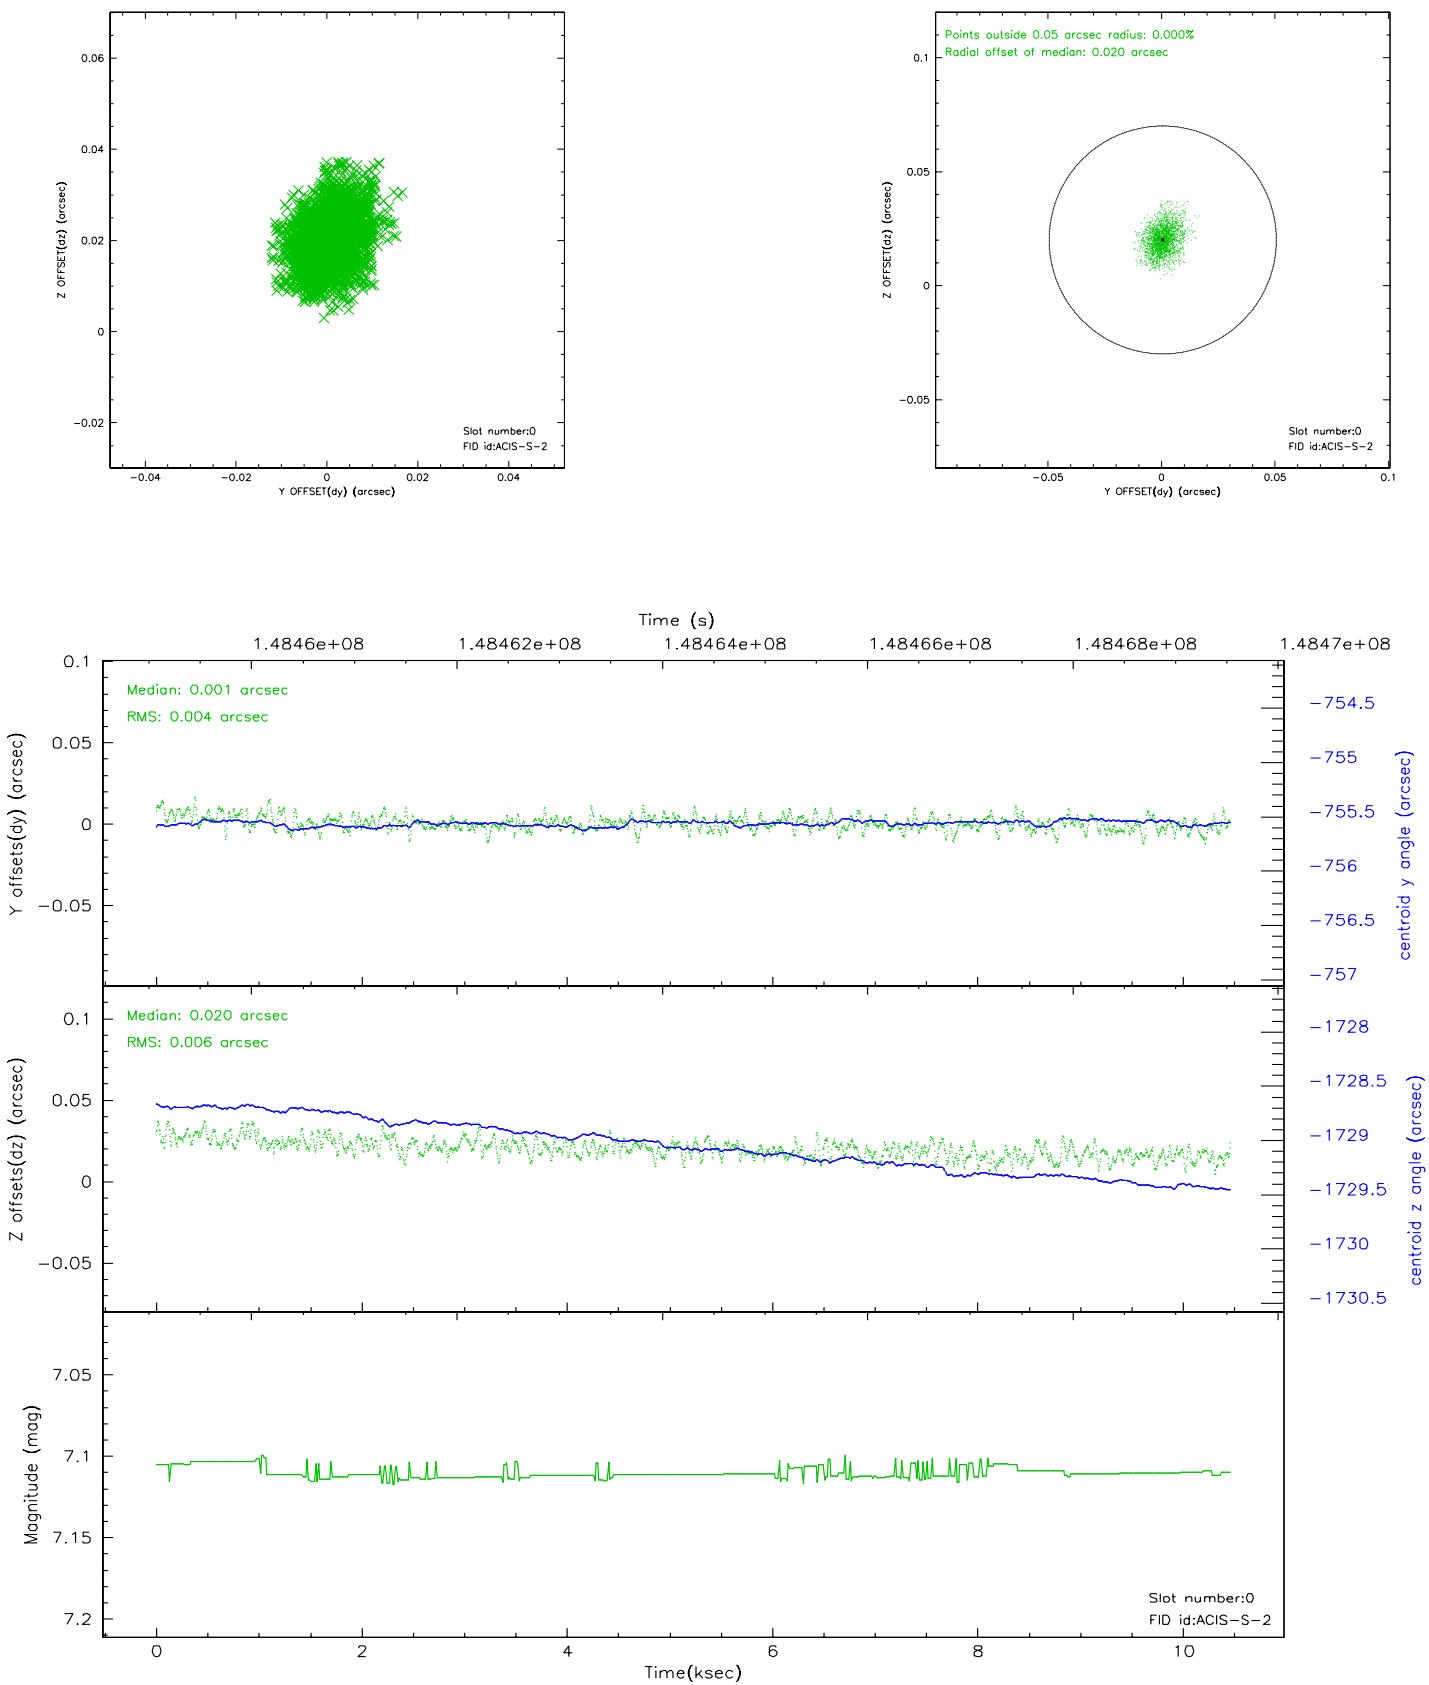 0.06
0.04
0.02
0
−0.02
Z OFFSET(dz) (arcsec)
Slot number:0
FID id:ACIS−S−2
−0.04
−0.02
0
0.02
0.04
Y OFFSET(dy) (arcsec)
Points outside 0.05 arcsec radius: 0.000%
Radial offset of median: 0.020 arcsec
0.1
0.05
0
−0.05
Z OFFSET(dz) (arcsec)
Slot number:0
FID id:ACIS−S−2
−0.05
0
0.05
0.1
Y OFFSET(dy) (arcsec)
Time (s)
1.4846e+08
1.48462e+08
1.48464e+08
1.48466e+08
1.48468e+08
1.4847e+08
Median: 0.001 arcsec
RMS: 0.004 arcsec
0.1
0.05
0
−0.05
Y offsets(dy) (arcsec)
−754.5
−755
−755.5
−756
−756.5
−757
centroid y angle (arcsec)
Median: 0.020 arcsec
RMS: 0.006 arcsec
0.1
0.05
0
−0.05
Z offsets(dz) (arcsec)
−1728
−1728.5
−1729
−1729.5
−1730
−1730.5
centroid z angle (arcsec)
7.05
7.1
7.15
7.2
Magnitude (mag)
Slot number:0
FID id:ACIS−S−2
0
2
4
6
8
10
Time(ksec)